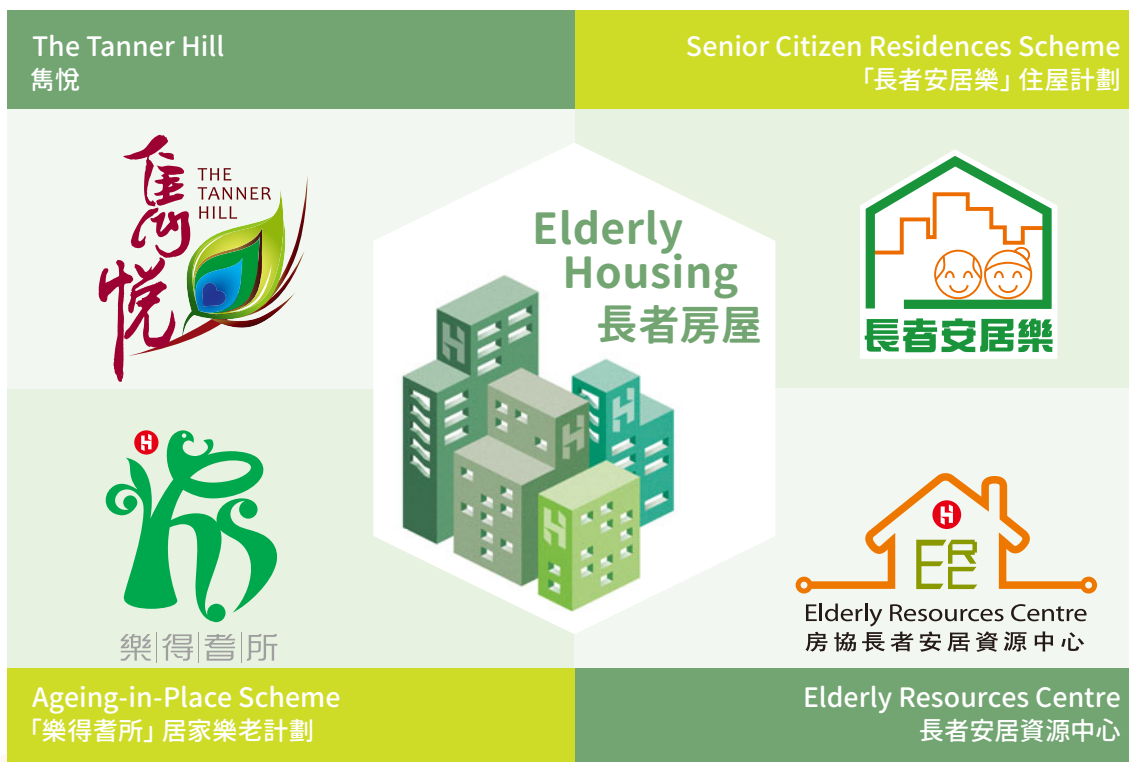 The Tanner Hill
雋悅
Senior Citizen Residences Scheme
「長者安居樂」住屋計劃
雋悅
THE
TANNER
HILL
Elderly
Housing
長者房屋
長者安居樂
樂|得|耆|所
ERC
Elderly Resources Centre
房協長者安居資源中心
Ageing-in-Place Scheme
「樂得耆所」居家樂老計劃
Elderly Resources Centre
長者安居資源中心